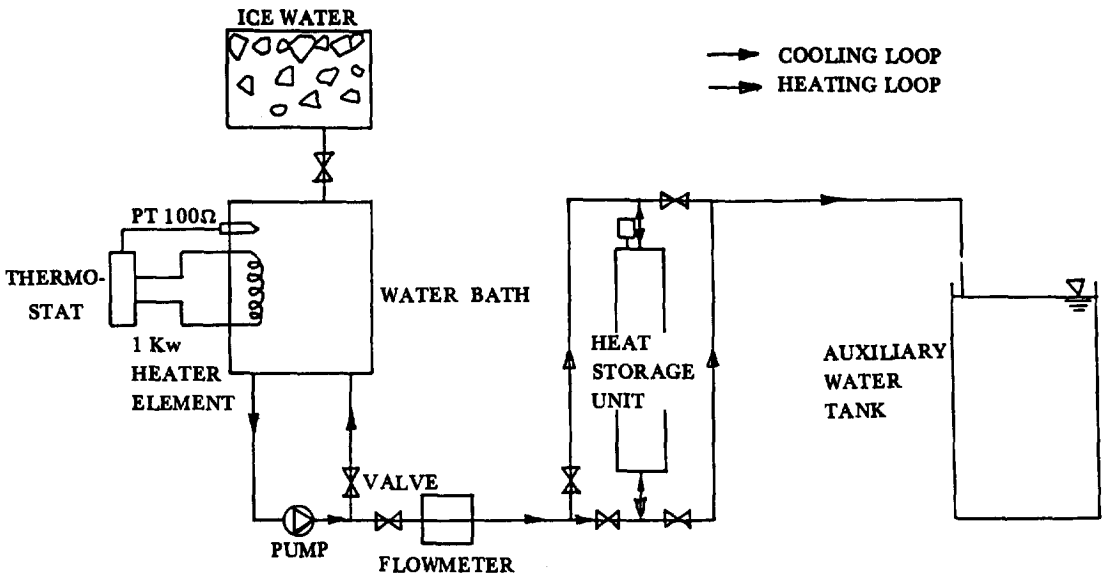 ICE WATER
COOLING LOOP
HEATING LOOP
PT 100Ω
THERMO-
STAT
WATER BATH
1 Kw
HEATER
ELEMENT
HEAT
STORAGE
UNIT
AUXILIARY
WATER
TANK
VALVE
PUMP
FLOWMETER